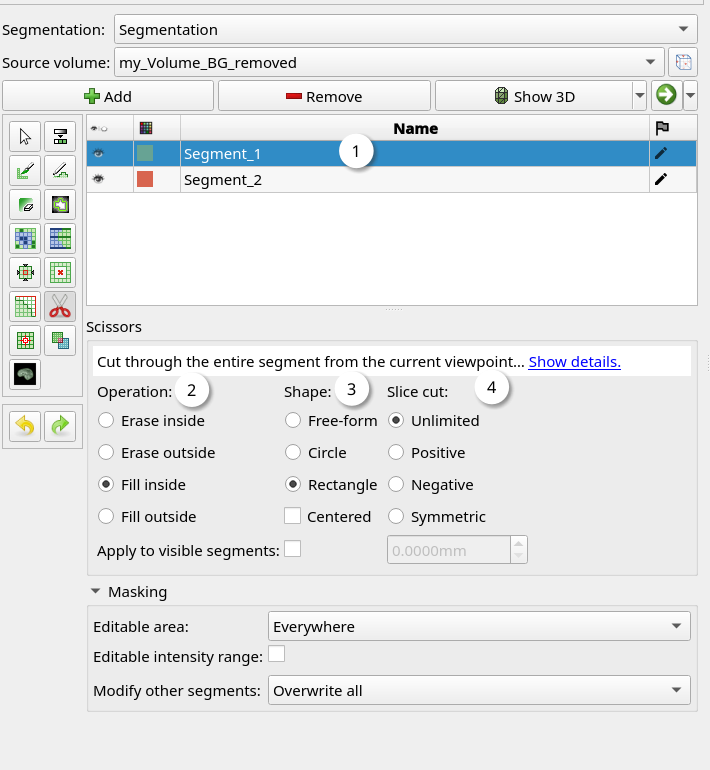 Segmentation: Segmentation
Source volume: my_Volume_BG_removed
Add Remove Show 3D
Name
Segment_1 1
Segment_2
Scissors
Cut through the entire segment from the current viewpoint... Show details.
Operation: 2 Shape: 3 Slice cut: 4
Erase inside Free-form Unlimited
Erase outside Circle Positive
Fill inside Rectangle Negative
Fill outside Centered Symmetric
Apply to visible segments: 0.0000mm
Masking
Editable area: Everywhere
Editable intensity range:
Modify other segments: Overwrite all